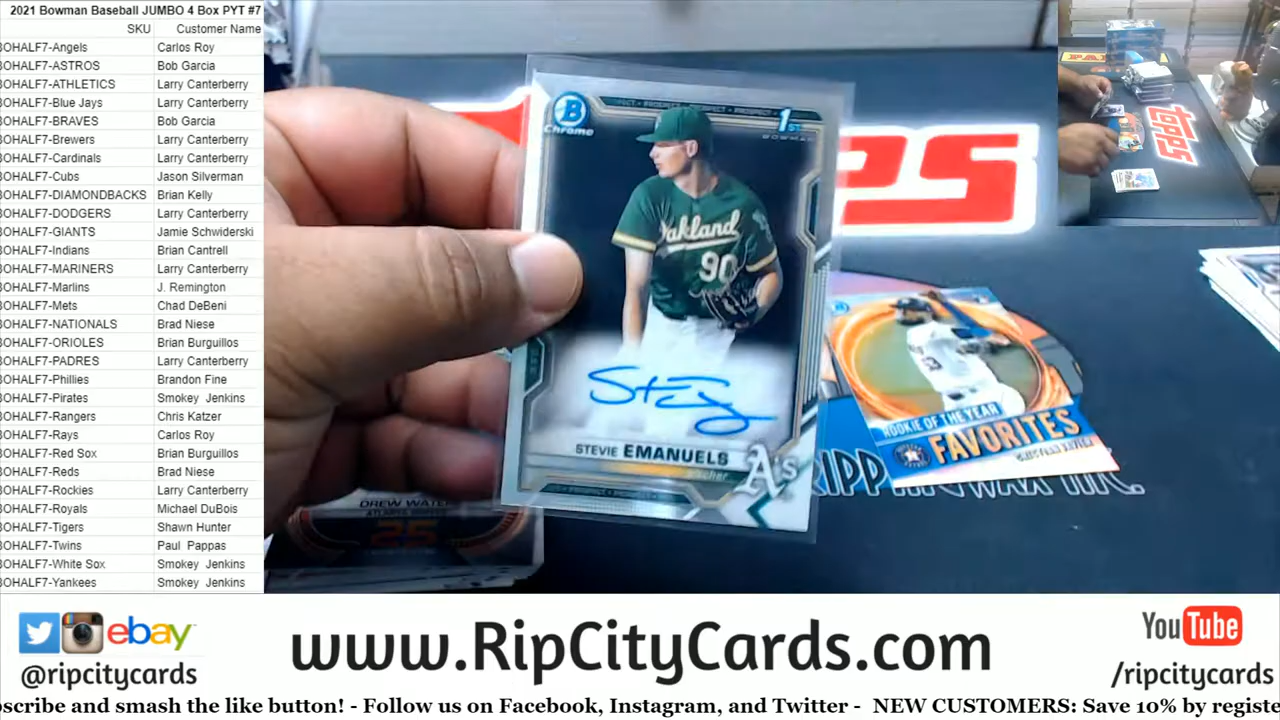 2021 Bowman Baseball JUMBO 4 Box PYT #7
SKU Customer Name
BOHALF7-Angels Carlos Roy
BOHALF7-ASTROS Bob Garcia
BOHALF7-ATHLETICS Larry Canterberry
BOHALF7-Blue Jays Larry Canterberry
BOHALF7-BRAVES Bob Garcia
BOHALF7-Brewers Larry Canterberry
BOHALF7-Cardinals Larry Canterberry
BOHALF7-Cubs Jason Silverman
BOHALF7-DIAMONDBACKS Brian Kelly
BOHALF7-DODGERS Larry Canterberry
BOHALF7-GIANTS Jamie Schwiderski
BOHALF7-Indians Brian Cantrell
BOHALF7-MARINERS Larry Canterberry
BOHALF7-Marlins J. Remington
BOHALF7-Mets Chad DeBeni
BOHALF7-NATIONALS Brad Niese
BOHALF7-ORIOLES Brian Burguillos
BOHALF7-PADRES Larry Canterberry
BOHALF7-Phillies Brandon Fine
BOHALF7-Pirates Smokey Jenkins
BOHALF7-Rangers Chris Katzer
BOHALF7-Rays Carlos Roy
BOHALF7-Red Sox Brian Burguillos
BOHALF7-Reds Brad Niese
BOHALF7-Rockies Larry Canterberry
BOHALF7-Royals Michael DuBois
BOHALF7-Tigers Shawn Hunter
BOHALF7-Twins Paul Pappas
BOHALF7-White Sox Smokey Jenkins
BOHALF7-Yankees Smokey Jenkins
B
Chrome
1ST
BOWMAN
Oakland
90
STEVIE EMANUELS
Pitcher
A's
TOPPS
ROOKIE OF THE YEAR
FAVORITES
DREW WATERS
ATLANTA BRAVES
25
ebay
@ripcitycards
www.RipCityCards.com
YouTube
/ripcitycards
bscribe and smash the like button! - Follow us on Facebook, Instagram, and Twitter - NEW CUSTOMERS: Save 10% by registe